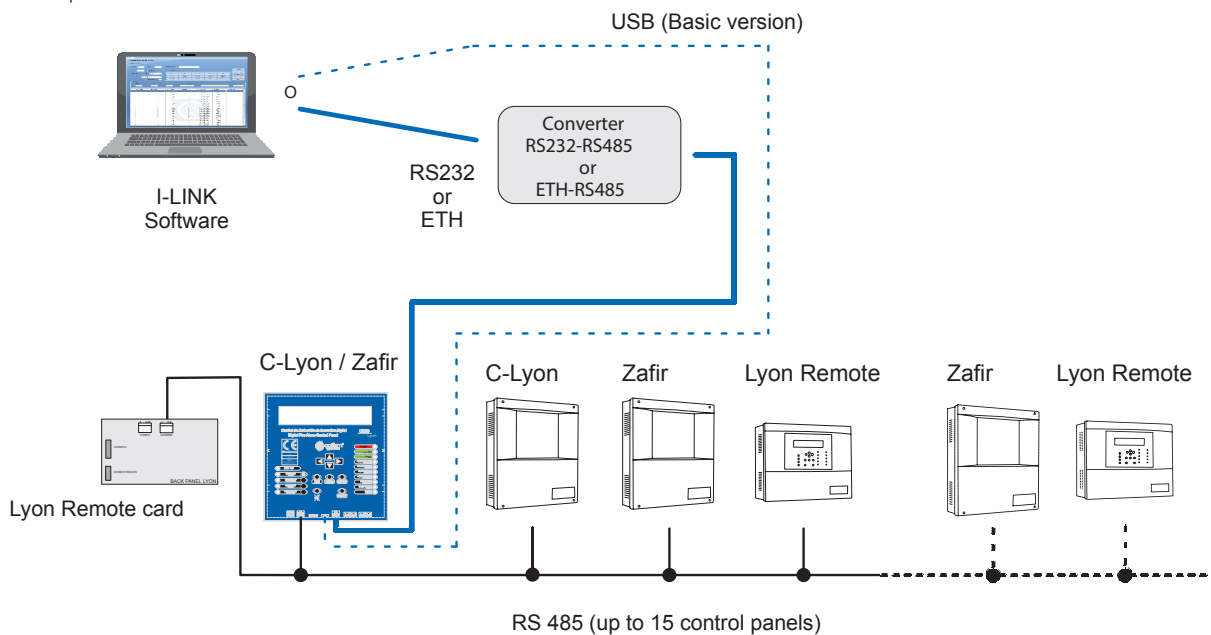 USB (Basic version)
O
Converter
RS232-RS485
or
ETH-RS485
RS232
or
ETH
I-LINK
Software
C-Lyon / Zafir
C-Lyon
Zafir
Lyon Remote
Zafir
Lyon Remote
BACK PANEL LYON
Lyon Remote card
RS 485 (up to 15 control panels)